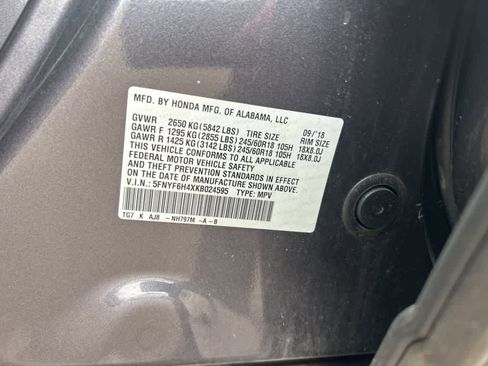 MFD. BY HONDA MFG. OF ALABAMA, LLC
09/'18
GVWR 2650 KG (5842 LBS) TIRE SIZE RIM SIZE
GAWR F 1295 KG (2855 LBS) 245/60R18 105H 18X8.0J
GAWR R 1425 KG (3142 LBS) 245/60R18 105H 18X8.0J
THIS VEHICLE CONFORMS TO ALL APPLICABLE
FEDERAL MOTOR VEHICLE SAFETY
AND THEFT PREVENTION STANDARDS IN EFFECT ON
THE DATE OF MANUFACTURE SHOWN ABOVE.
V.I.N.: 5FNYF6H4XKB024595 TYPE: MPV
TG7 K AJ8 -NH797M -A-B